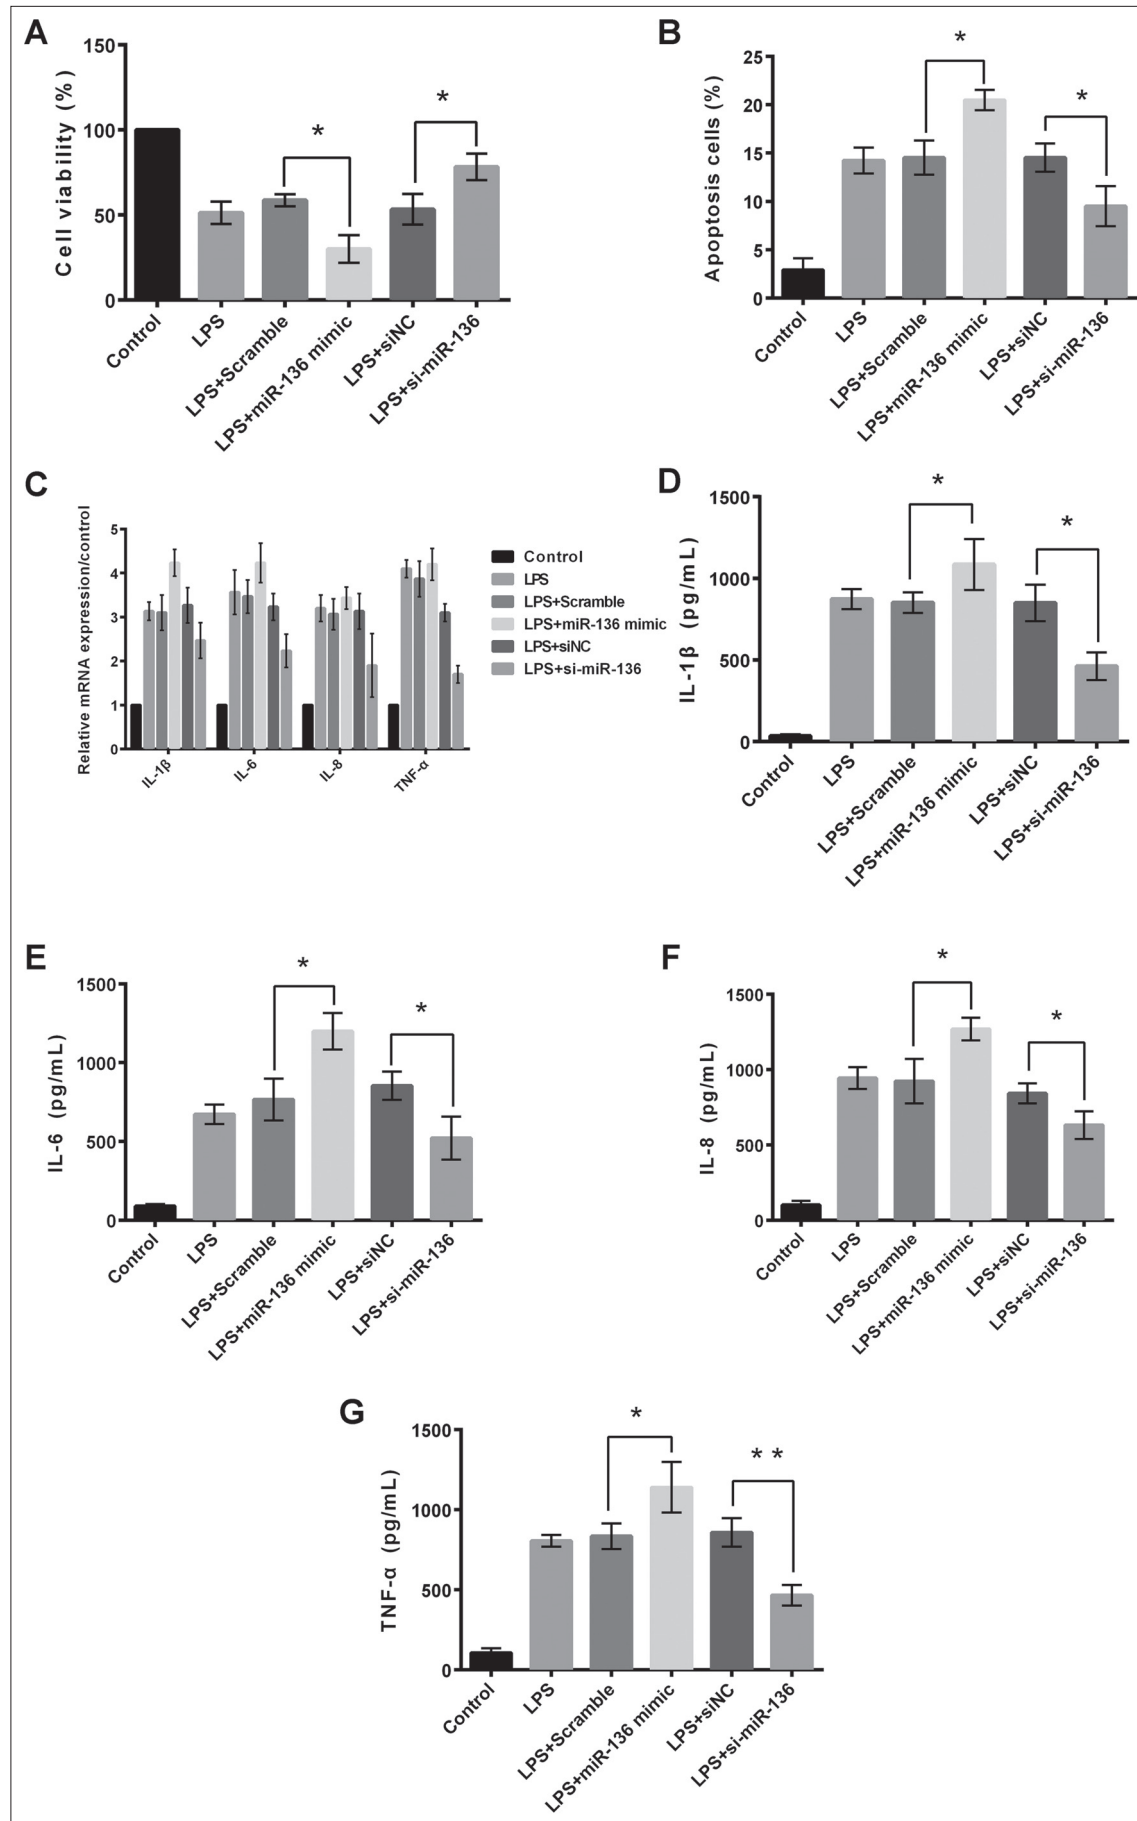 A
Cell viability (%)
150
100
50
0
*
*
Control
LPS
LPS+Scramble
LPS+miR-136 mimic
LPS+siNC
LPS+si-miR-136
B
Apoptosis cells (%)
25
20
15
10
5
0
*
*
Control
LPS
LPS+Scramble
LPS+miR-136 mimic
LPS+siNC
LPS+si-miR-136
C
Relative mRNA expression/control
5
4
3
2
1
0
IL-1β
IL-6
IL-8
TNF-α
Control
LPS
LPS+Scramble
LPS+miR-136 mimic
LPS+siNC
LPS+si-miR-136
D
IL-1β (pg/mL)
1500
1000
500
0
*
*
Control
LPS
LPS+Scramble
LPS+miR-136 mimic
LPS+siNC
LPS+si-miR-136
E
IL-6 (pg/mL)
1500
1000
500
0
*
*
Control
LPS
LPS+Scramble
LPS+miR-136 mimic
LPS+siNC
LPS+si-miR-136
F
IL-8 (pg/mL)
1500
1000
500
0
*
*
Control
LPS
LPS+Scramble
LPS+miR-136 mimic
LPS+siNC
LPS+si-miR-136
G
TNF-α (pg/mL)
1500
1000
500
0
*
**
Control
LPS
LPS+Scramble
LPS+miR-136 mimic
LPS+siNC
LPS+si-miR-136